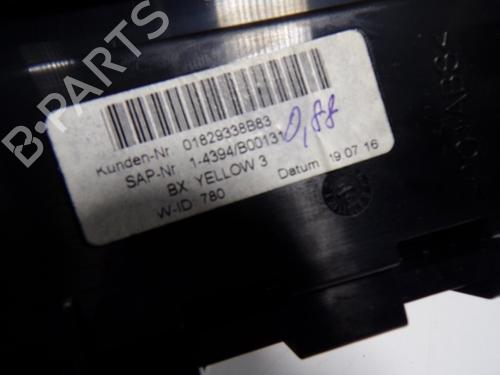 Kunden-Nr 01829338B83
SAP-Nr 1-4394/B00131
0,88
BX YELLOW 3
W-ID 780
Datum 19.07.16
B-PARTS